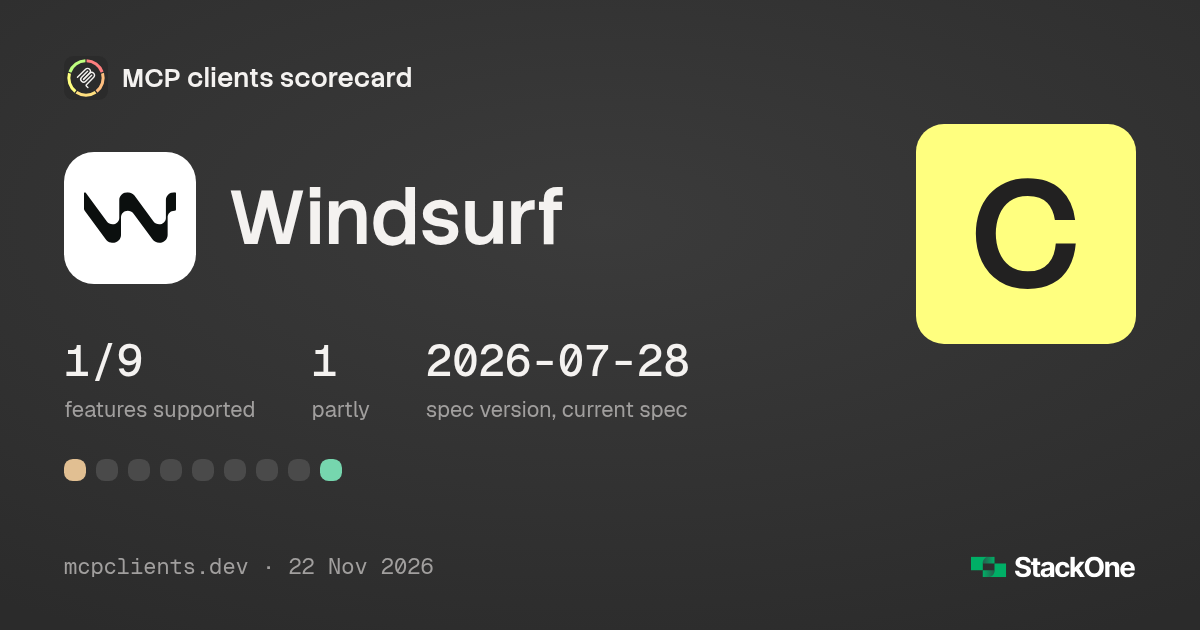 MCP clients scorecard
Windsurf
C
1/9
features supported
1
partly
2026-07-28
spec version, current spec
mcpclients.dev · 22 Nov 2026
StackOne